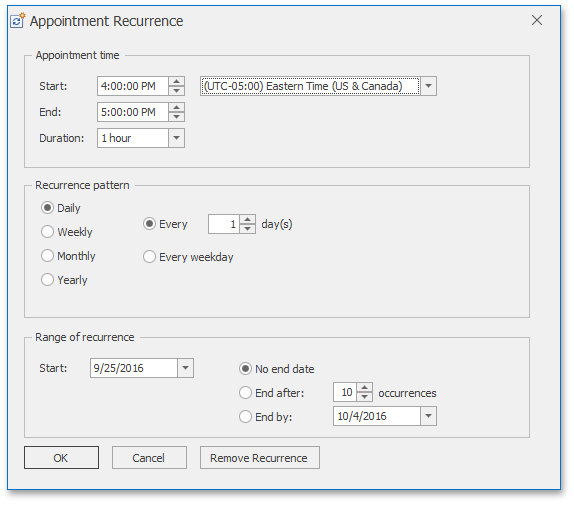 Appointment Recurrence
Appointment time
Start: 4:00:00 PM (UTC-05:00) Eastern Time (US & Canada)
End: 5:00:00 PM
Duration: 1 hour
Recurrence pattern
Daily
Every 1 day(s)
Weekly
Monthly
Every weekday
Yearly
Range of recurrence
Start: 9/25/2016 No end date
End after: 10 occurrences
End by: 10/4/2016
OK Cancel Remove Recurrence